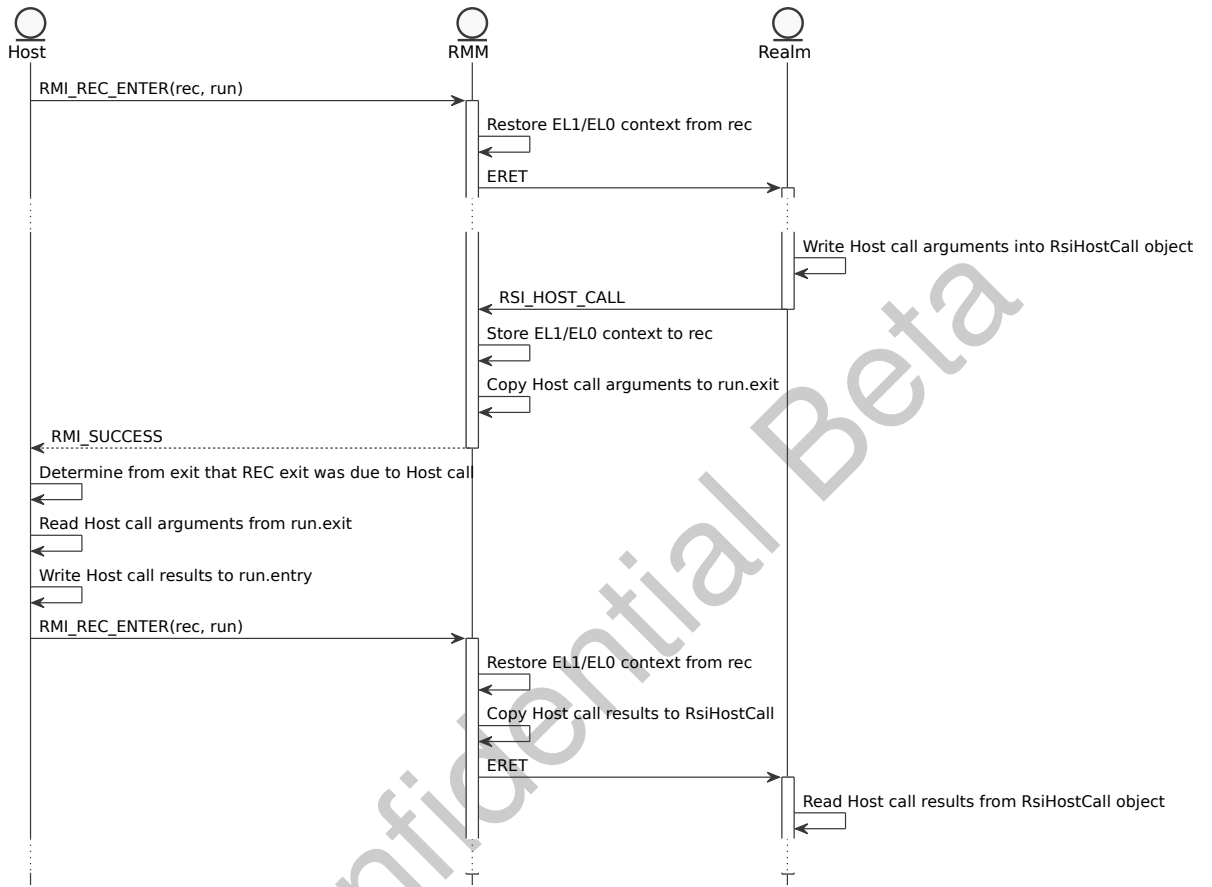 Host
RMM
Realm
RMI_REC_ENTER(rec, run)
Restore EL1/EL0 context from rec
ERET
Write Host call arguments into RsiHostCall object
RSI_HOST_CALL
Store EL1/EL0 context to rec
Copy Host call arguments to run.exit
RMI_SUCCESS
Determine from exit that REC exit was due to Host call
Read Host call arguments from run.exit
Write Host call results to run.entry
RMI_REC_ENTER(rec, run)
Restore EL1/EL0 context from rec
Copy Host call results to RsiHostCall
ERET
Read Host call results from RsiHostCall object
nfidential Beta